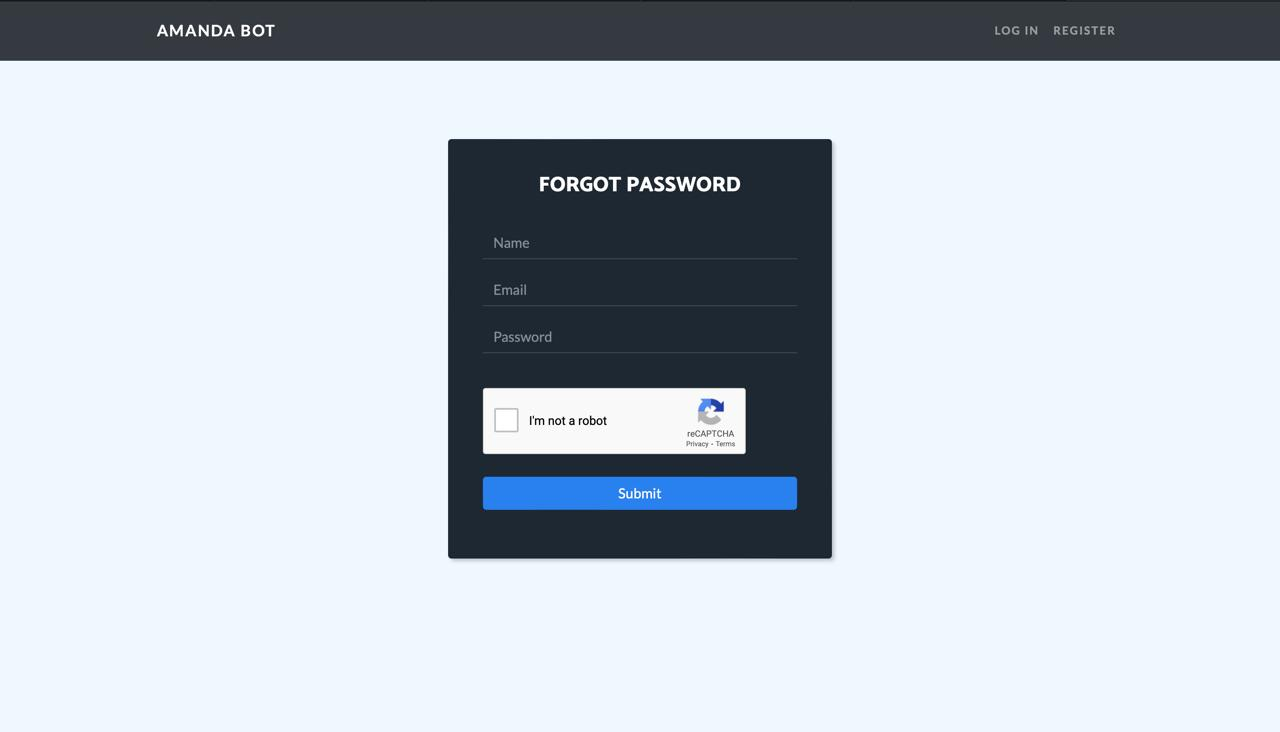 AMANDA BOT
LOG IN REGISTER
FORGOT PASSWORD
Name
Email
Password
I'm not a robot
reCAPTCHA
Privacy - Terms
Submit